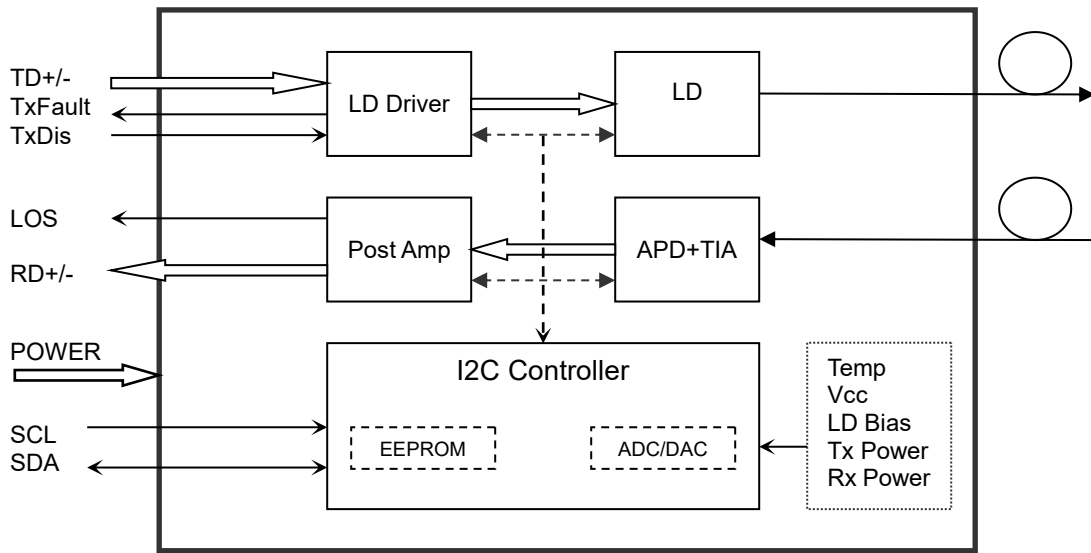 TD+/-
TxFault
TxDis
LD Driver
LD
LOS
RD+/-
Post Amp
APD+TIA
POWER
SCL
SDA
I2C Controller
EEPROM
ADC/DAC
Temp
Vcc
LD Bias
Tx Power
Rx Power